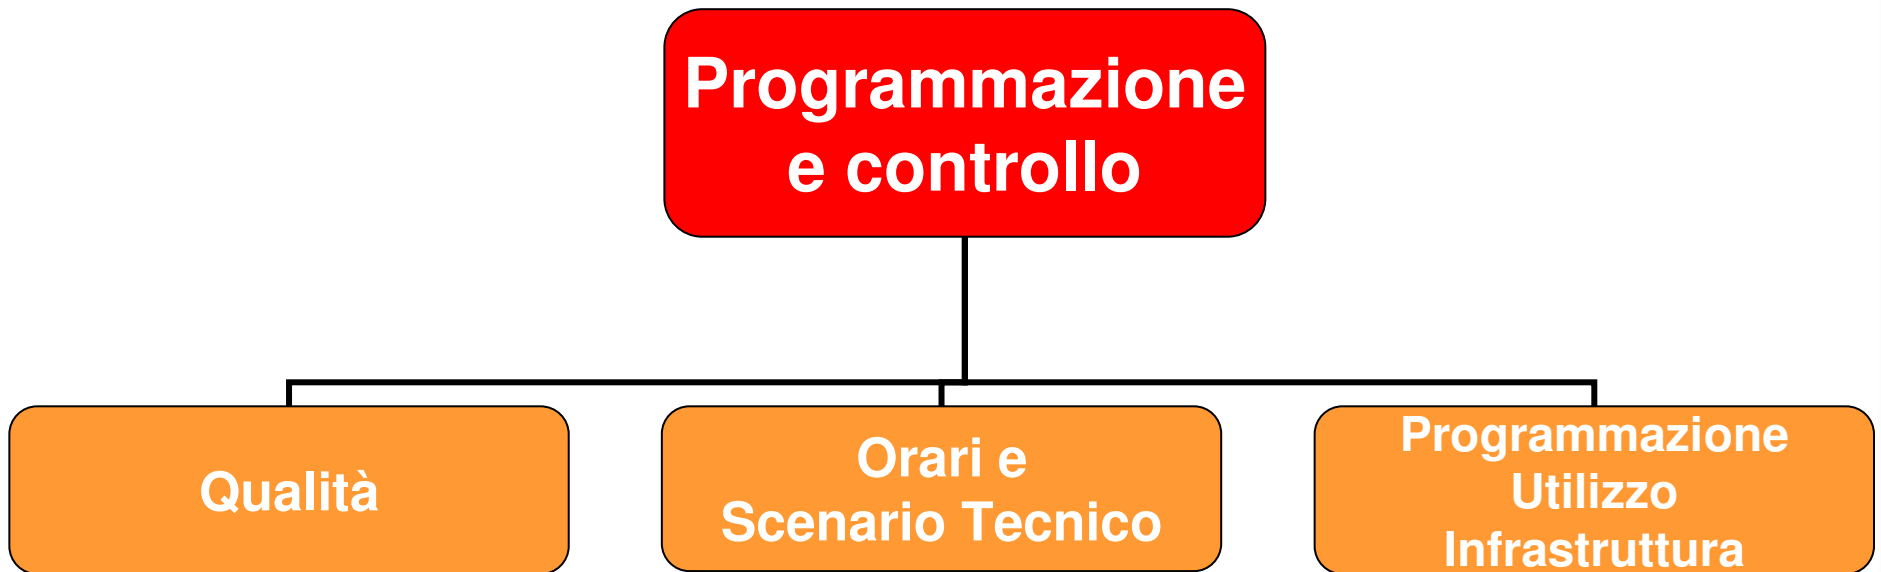 Programmazione
e controllo
Qualità
Orari e
Scenario Tecnico
Programmazione
Utilizzo
Infrastruttura